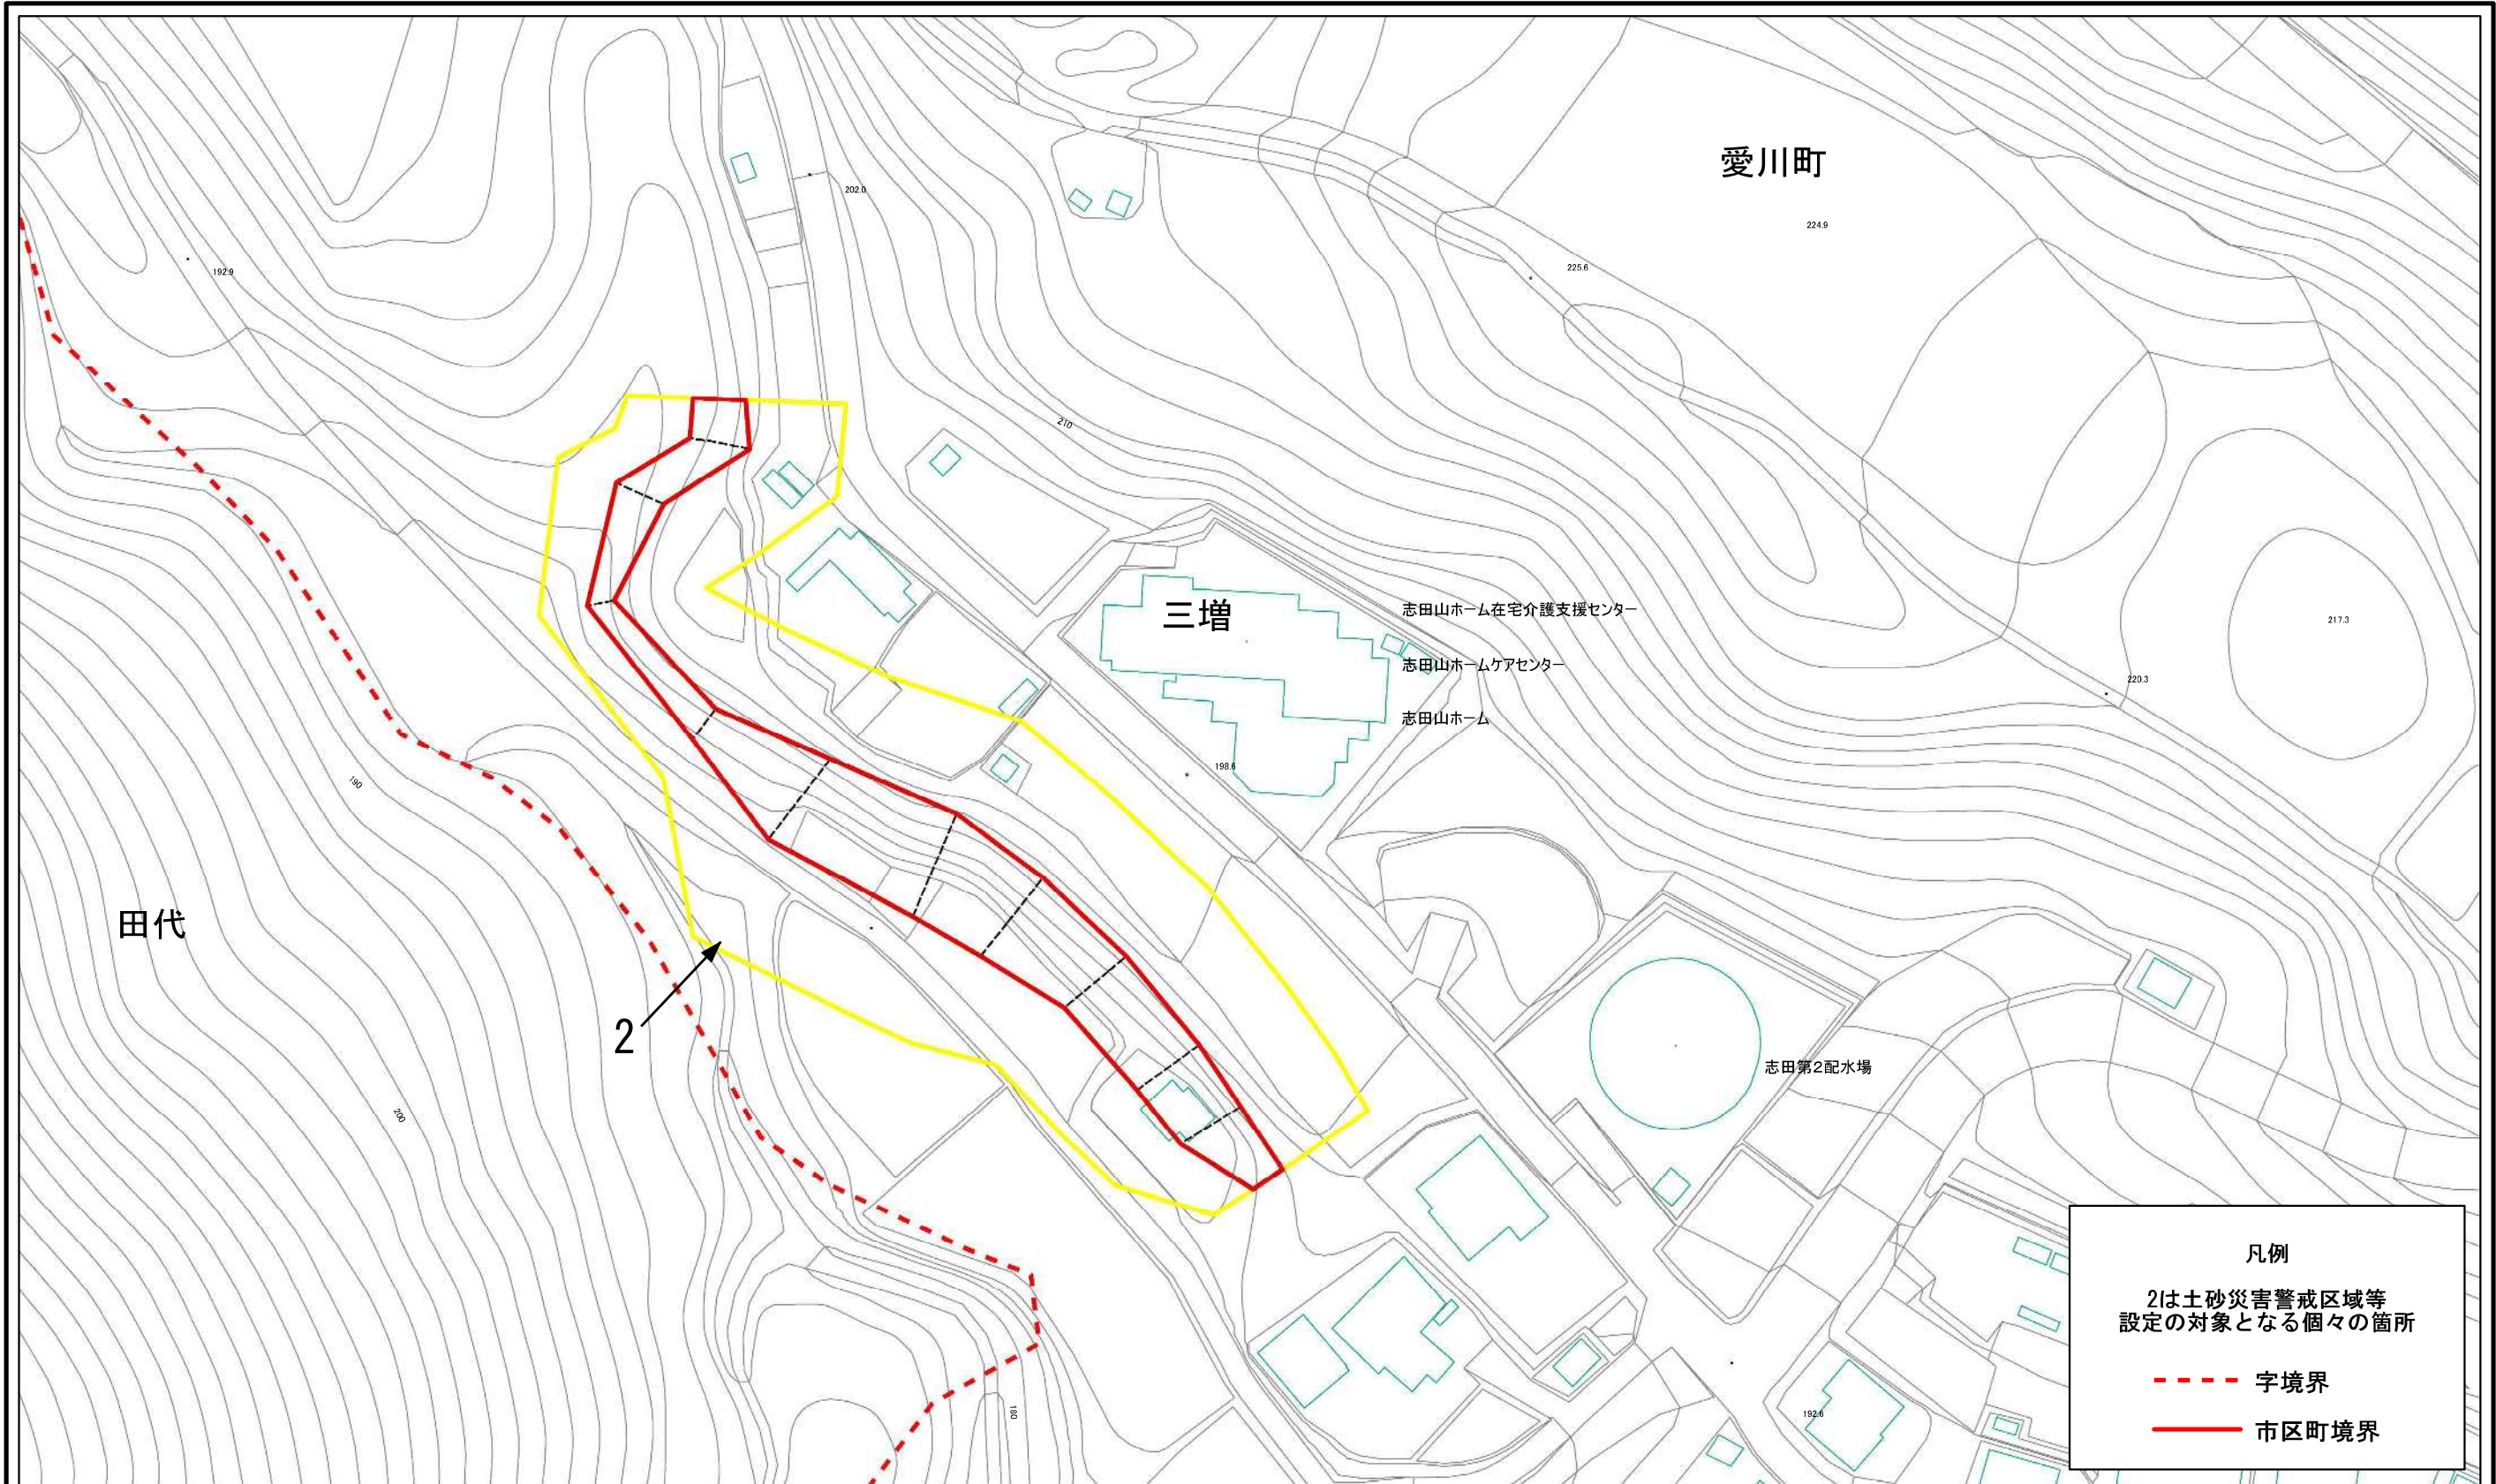 愛川町
202.0
224.9
192.9
225.6
210
三増
志田山ホーム在宅介護支援センター
217.3
志田山ホームケアセンター
220.3
志田山ホーム
198.6
190
田代
2
志田第2配水場
200
凡例
2は土砂災害警戒区域等
設定の対象となる個々の箇所
字境界
市区町境界
180
192.6